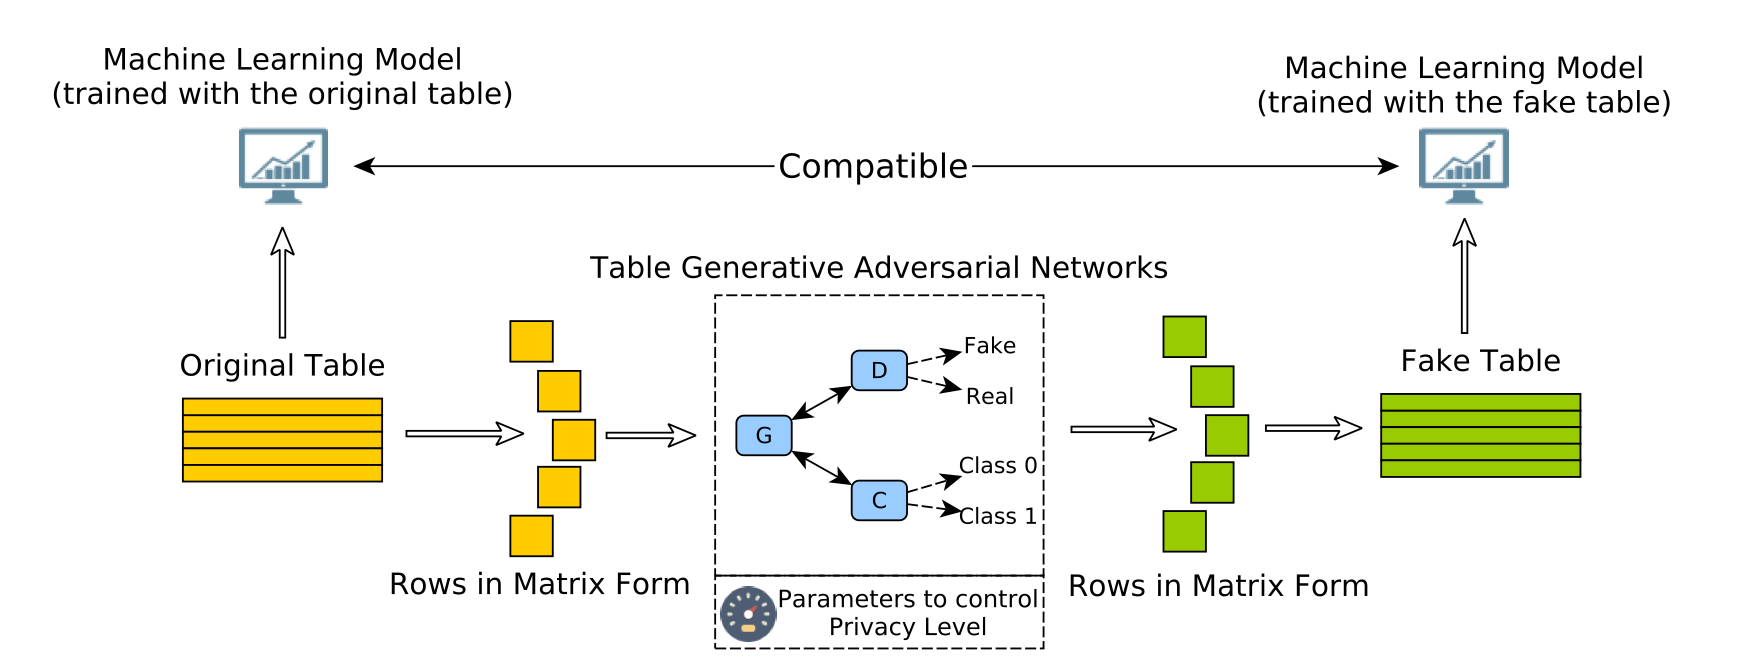 Machine Learning Model
(trained with the original table)
Machine Learning Model
(trained with the fake table)
Compatible
Table Generative Adversarial Networks
Original Table
Fake Table
G
D
C
Fake
Real
Class 0
Class 1
Rows in Matrix Form
Rows in Matrix Form
Parameters to control
Privacy Level